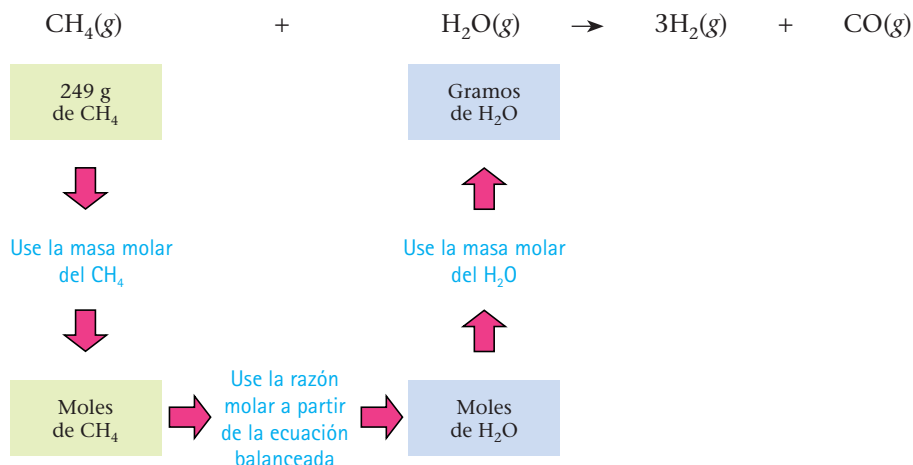 CH₄(g) + H₂O(g) → 3H₂(g) + CO(g)
249 g
de CH₄
Gramos
de H₂O
Use la masa molar
del CH₄
Use la masa molar
del H₂O
Moles
de CH₄
Use la razón
molar a partir
de la ecuación
balanceada
Moles
de H₂O